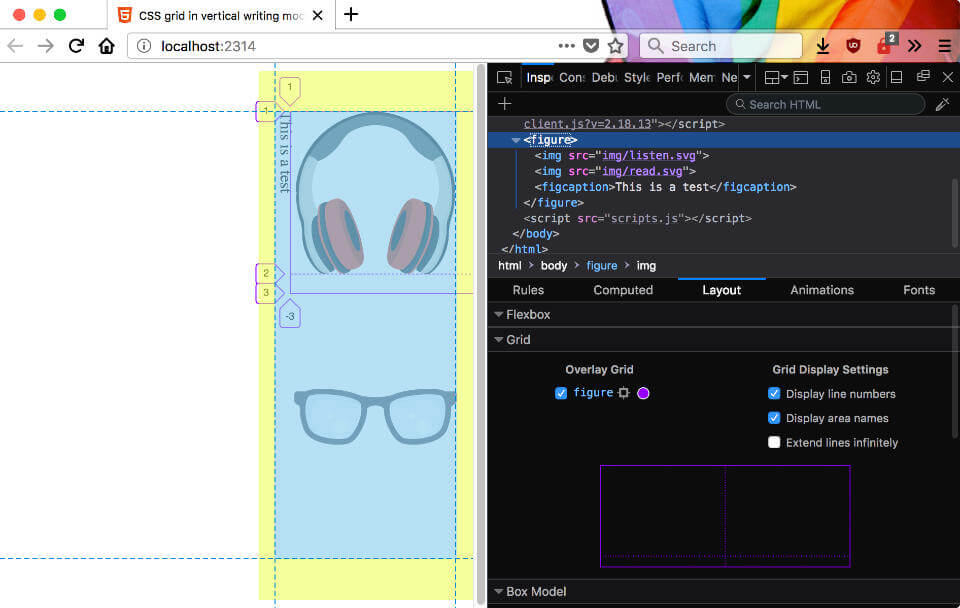 CSS grid in vertical writing mod
localhost:2314
Search
2
Insp Cons Debu Style Perfo Mem Ne
Search HTML
client.js?v=2.18.13"></script>
<figure>
<img src="img/listen.svg">
<img src="img/read.svg">
<figcaption>This is a test</figcaption>
</figure>
<script src="scripts.js"></script>
</body>
</html>
html body figure img
Rules Computed Layout Animations Fonts
Flexbox
Grid
Overlay Grid
figure
Grid Display Settings
Display line numbers
Display area names
Extend lines infinitely
Box Model
1
1
This is a test
2
3
-3